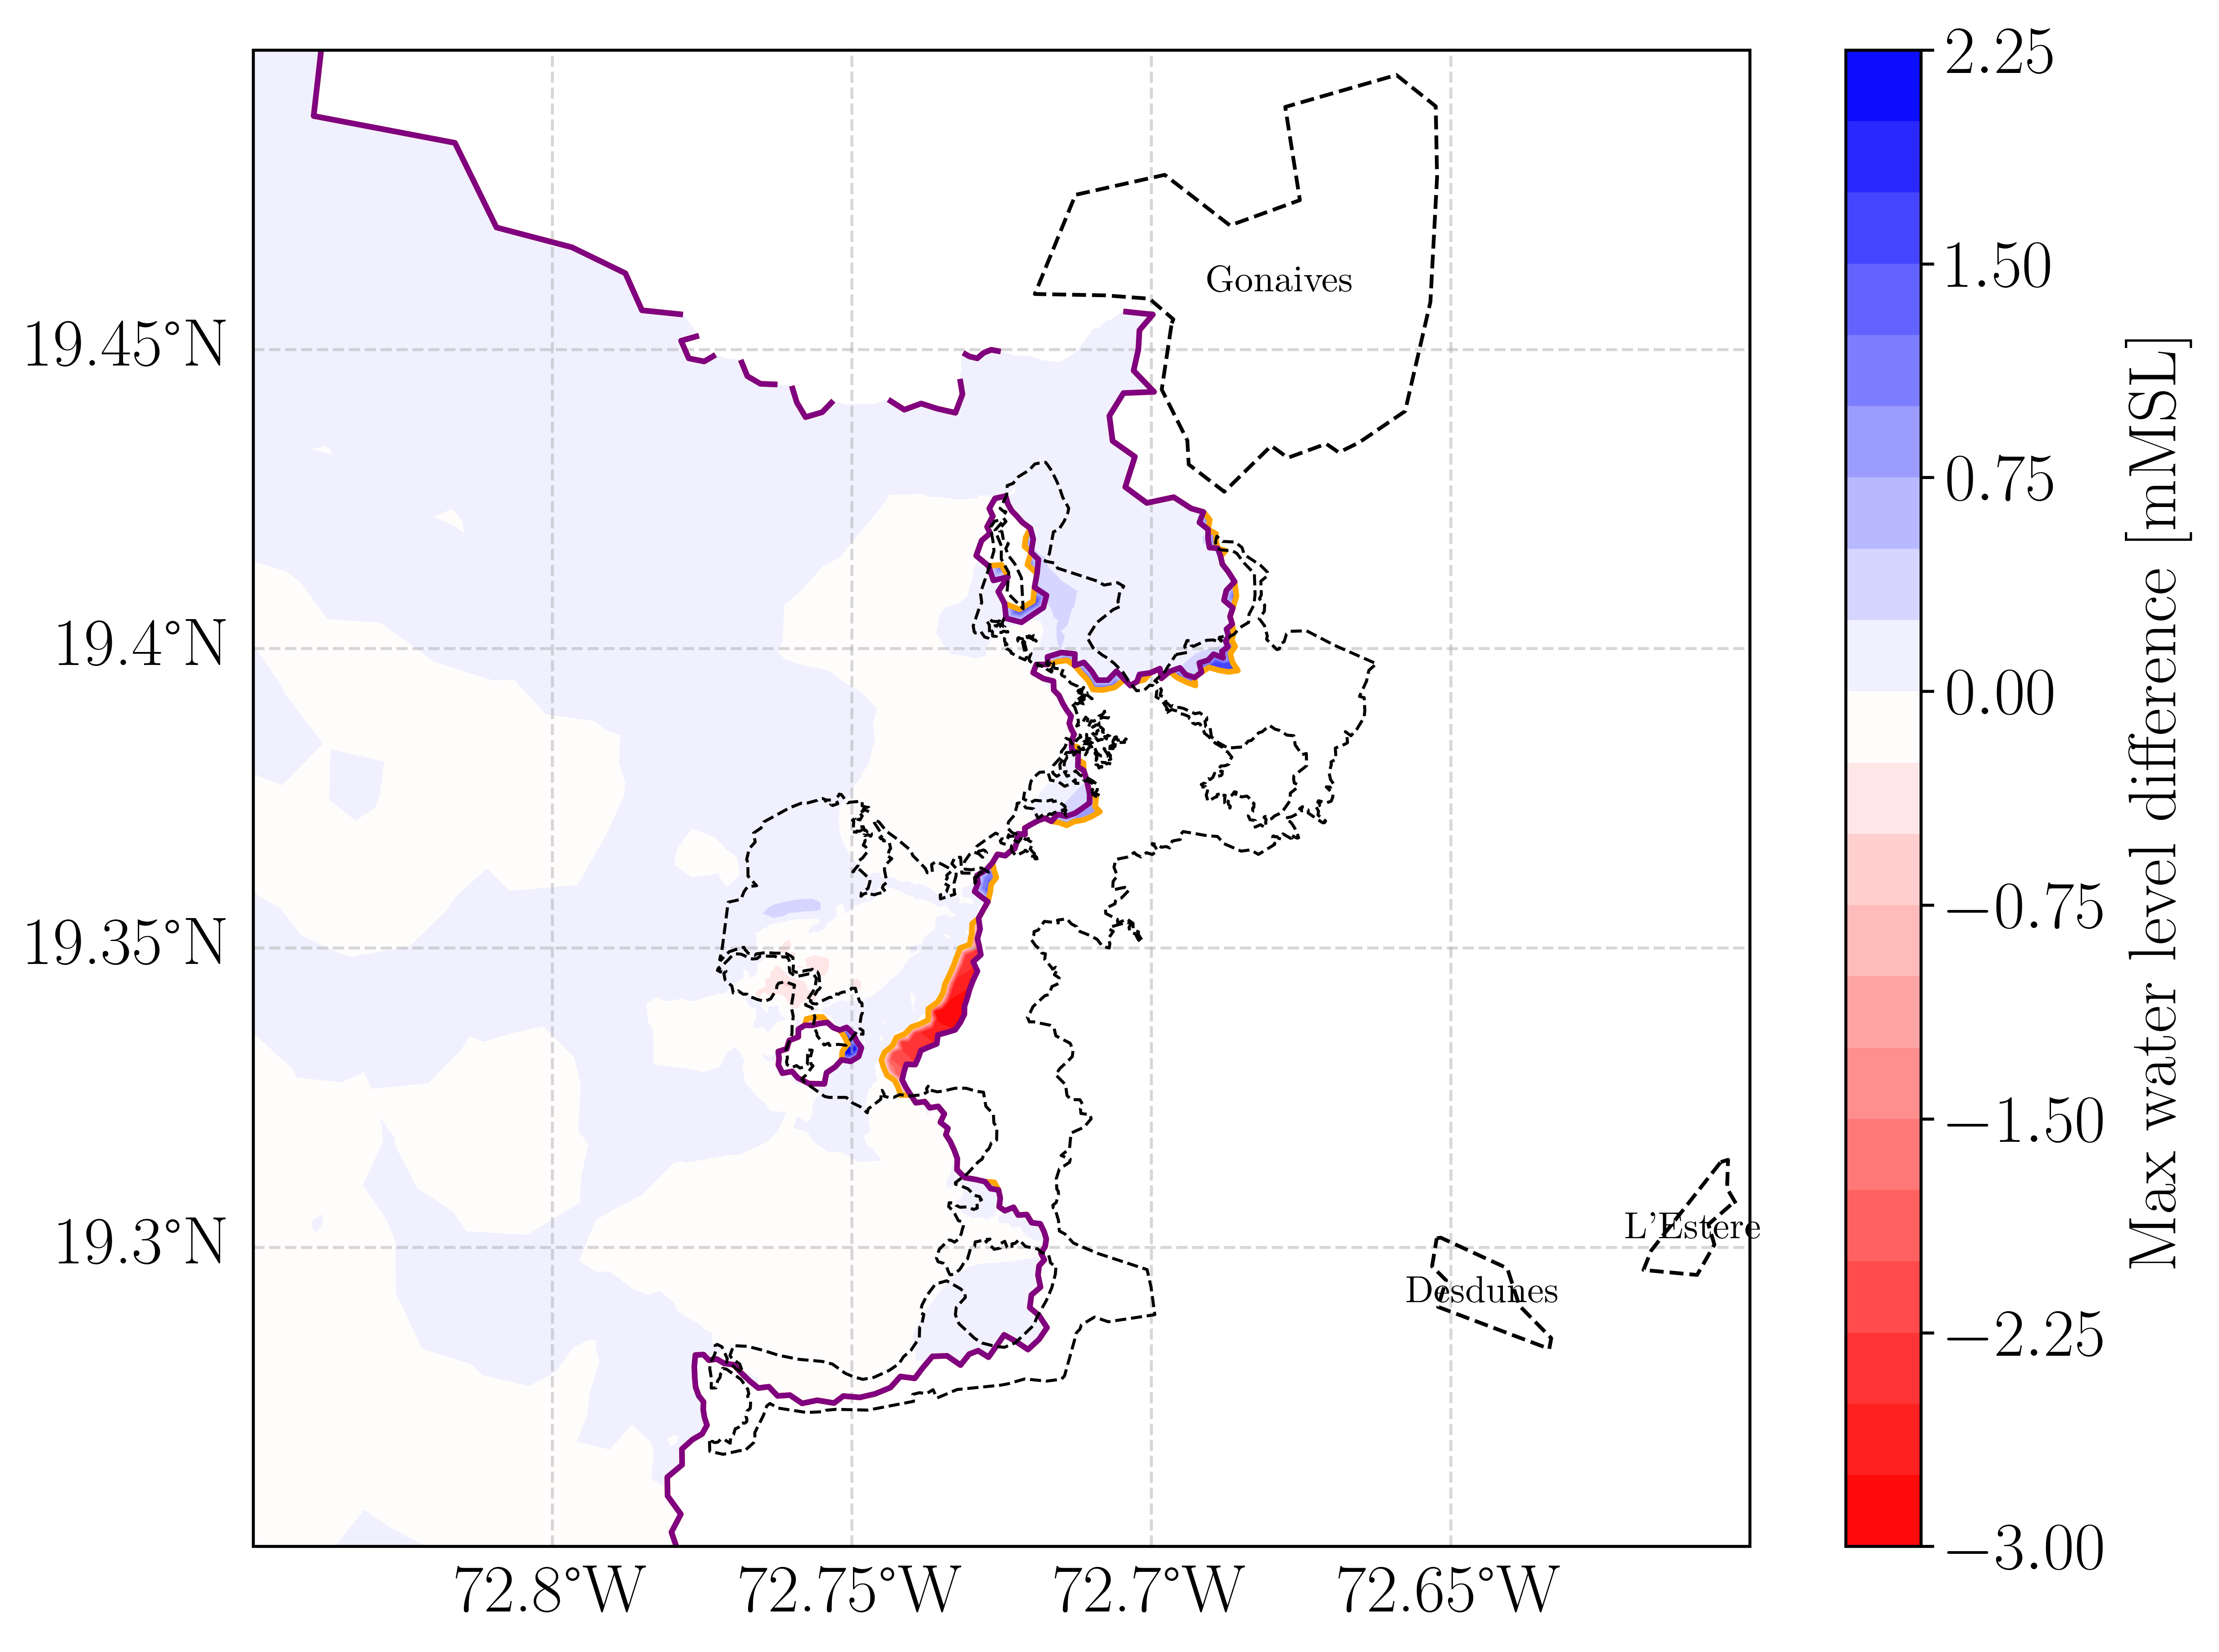 2.25
1.50
0.75
0.00
−0.75
−1.50
−2.25
−3.00
Max water level difference [mMSL]
19.45°N
19.4°N
19.35°N
19.3°N
72.8°W
72.75°W
72.7°W
72.65°W
Gonaives
L'Estere
Desdunes